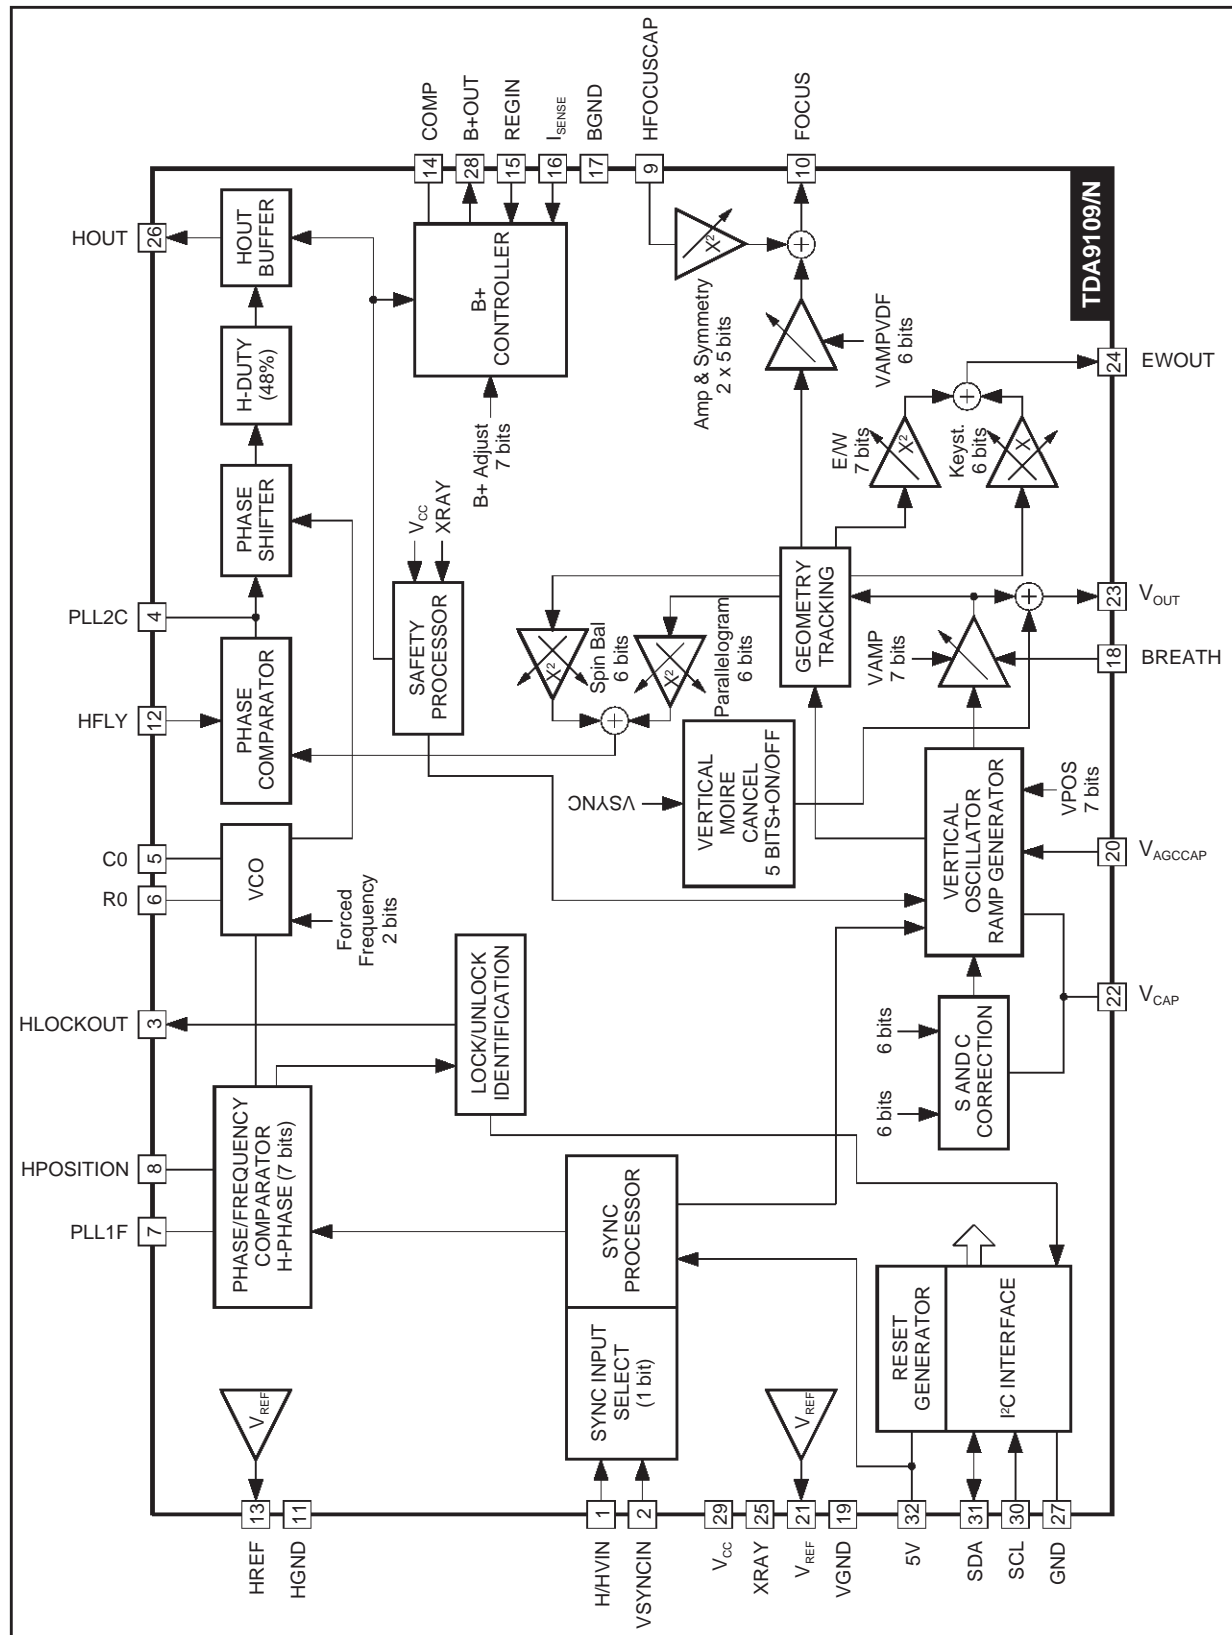 HOUT
26
HOUT
BUFFER
H-DUTY
(48%)
PHASE
SHIFTER
PLL2C
4
HFLY
12
PHASE
COMPARATOR
C0
5
R0
6
VCO
Forced
Frequency
2 bits
HLOCKOUT
3
LOCK/UNLOCK
IDENTIFICATION
HPOSITION
8
PLL1F
7
PHASE/FREQUENCY
COMPARATOR
H-PHASE (7 bits)
VREF
HREF
13
HGND
11
COMP
14
B+OUT
28
REGIN
15
ISENSE
16
BGND
17
HFOCUSCAP
9
FOCUS
10
B+
CONTROLLER
B+ Adjust
7 bits
VCC
XRAY
SAFETY
PROCESSOR
X2
Amp & Symmetry
2 x 5 bits
+
VAMPVDF
6 bits
TDA9109/N
EWOUT
24
+
E/W
7 bits
X2
Keyst.
6 bits
X
GEOMETRY
TRACKING
X2
Spin Bal
6 bits
X2
Parallelogram
6 bits
+
+
VOUT
23
VAMP
7 bits
BREATH
18
VSYNC
VERTICAL
MOIRE
CANCEL
5 BITS+ON/OFF
VERTICAL
OSCILLATOR
RAMP GENERATOR
VPOS
7 bits
VAGCCAP
20
VCAP
22
6 bits
6 bits
S AND C
CORRECTION
SYNC
PROCESSOR
SYNC INPUT
SELECT
(1 bit)
H/HVIN
1
VSYNCIN
2
VCC
29
XRAY
25
VREF
VREF
21
VGND
19
RESET
GENERATOR
I2C INTERFACE
5V
32
SDA
31
SCL
30
GND
27